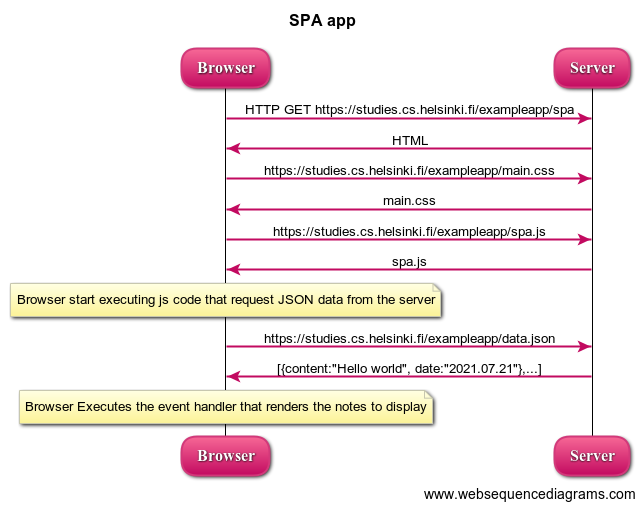 SPA app
Browser
Server
HTTP GET https://studies.cs.helsinki.fi/exampleapp/spa
HTML
https://studies.cs.helsinki.fi/exampleapp/main.css
main.css
https://studies.cs.helsinki.fi/exampleapp/spa.js
spa.js
Browser start executing js code that request JSON data from the server
https://studies.cs.helsinki.fi/exampleapp/data.json
[{content:"Hello world", date:"2021.07.21"},...]
Browser Executes the event handler that renders the notes to display
Browser
Server
www.websequencediagrams.com